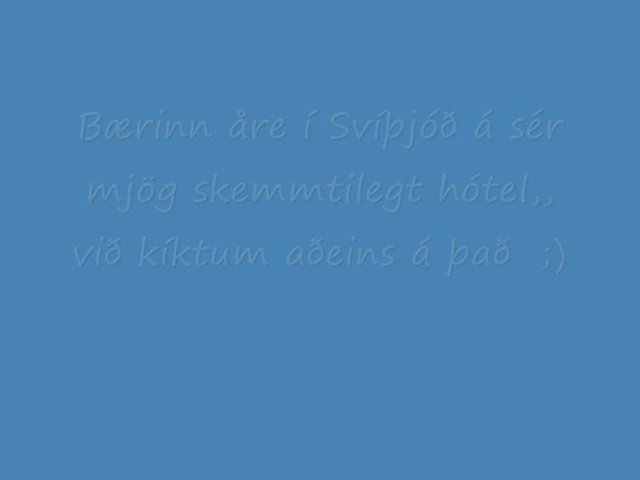 Bærinn åre í Svíþjóð á sér
mjög skemmtilegt hótel,,
við kíktum aðeins á það  ;)